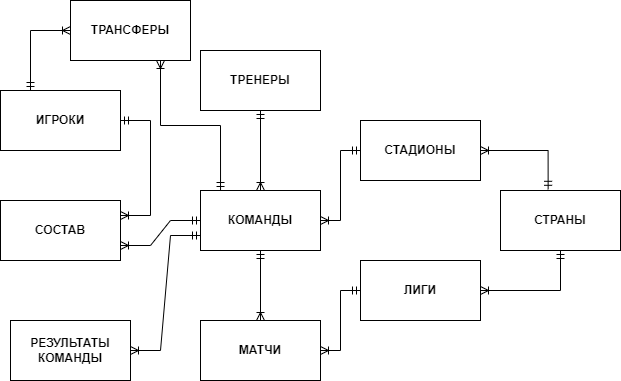 ТРАНСФЕРЫ
ТРЕНЕРЫ
ИГРОКИ
СТАДИОНЫ
СОСТАВ
КОМАНДЫ
СТРАНЫ
ЛИГИ
РЕЗУЛЬТАТЫ
КОМАНДЫ
МАТЧИ